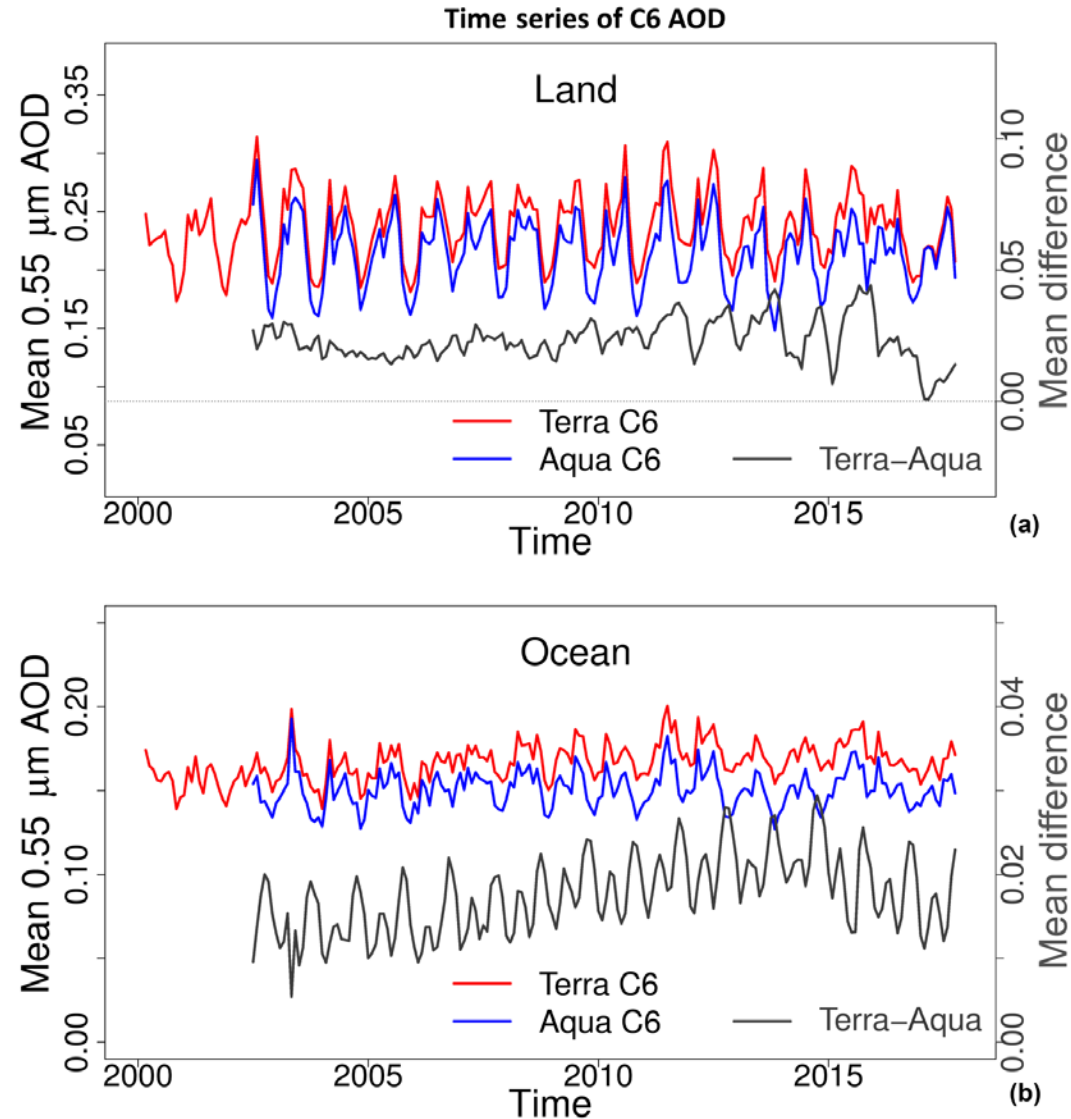 Time series of C6 AOD
Land
Mean 0.55 μm AOD
0.35
0.25
0.15
0.05
Mean difference
0.10
0.05
0.00
Terra C6
Aqua C6
Terra−Aqua
2000
2005
2010
2015
Time
(a)
Ocean
Mean 0.55 μm AOD
0.20
0.10
0.00
Mean difference
0.04
0.02
0.00
Terra C6
Aqua C6
Terra−Aqua
2000
2005
2010
2015
Time
(b)